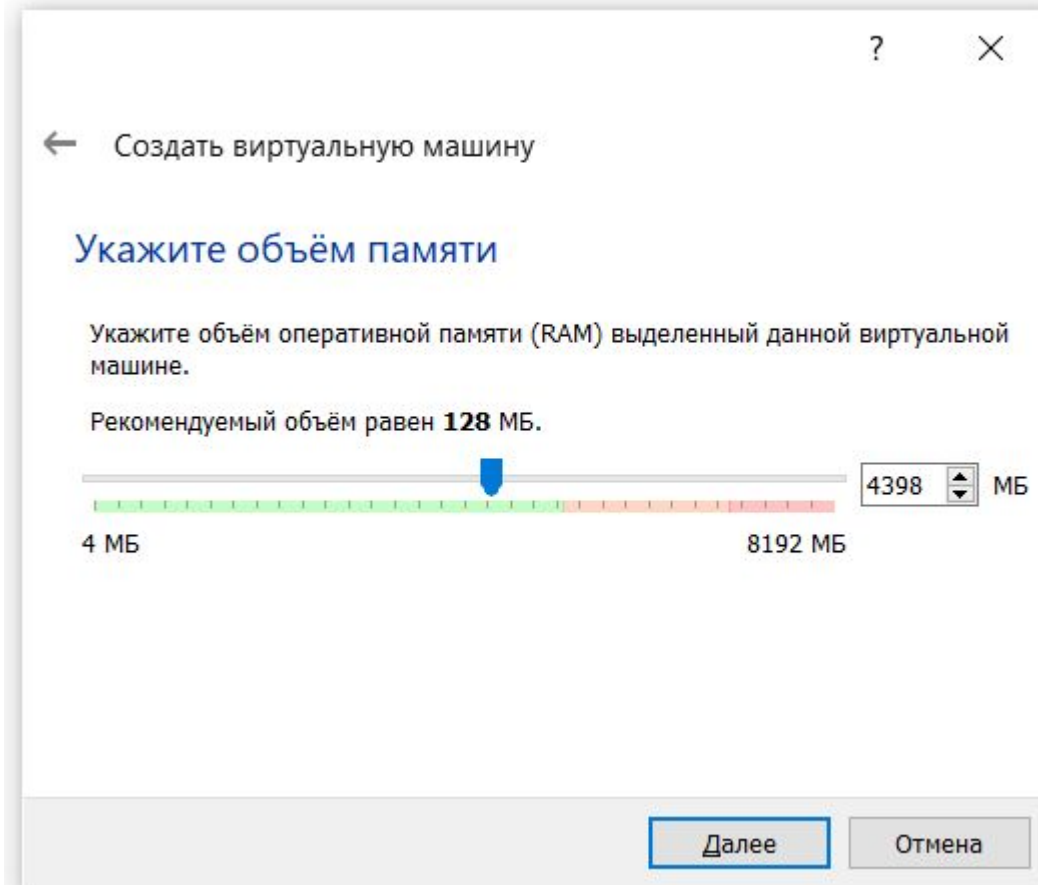 ?
Создать виртуальную машину
Укажите объём памяти
Укажите объём оперативной памяти (RAM) выделенный данной виртуальной
машине.
Рекомендуемый объём равен 128 МБ.
4398 МБ
4 МБ 8192 МБ
Далее Отмена